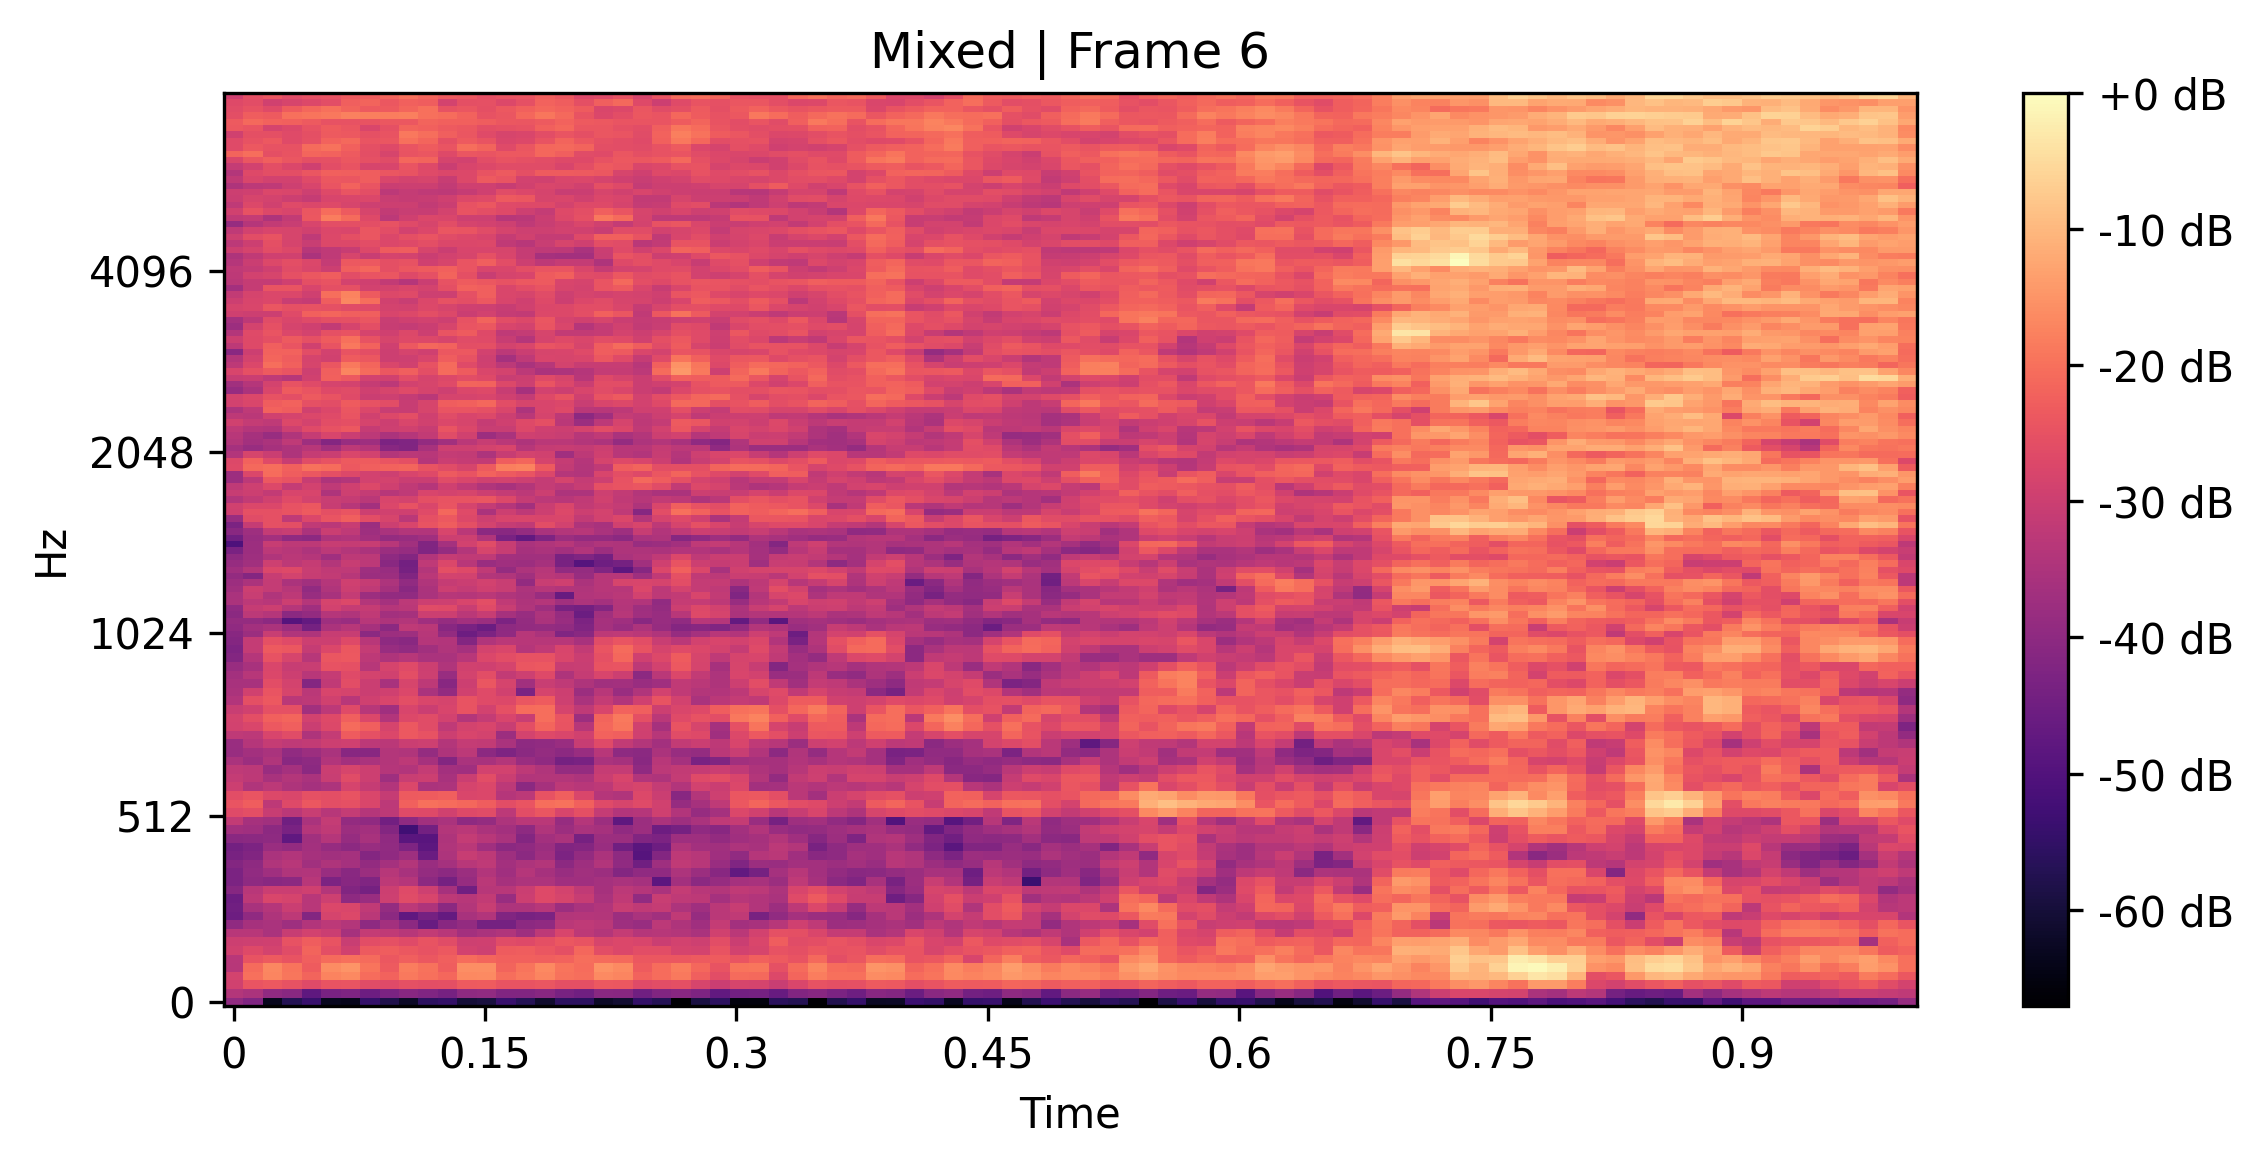 Mixed | Frame 6
+0 dB
-10 dB
-20 dB
-30 dB
-40 dB
-50 dB
-60 dB
Hz
4096
2048
1024
512
0
0 0.15 0.3 0.45 0.6 0.75 0.9
Time